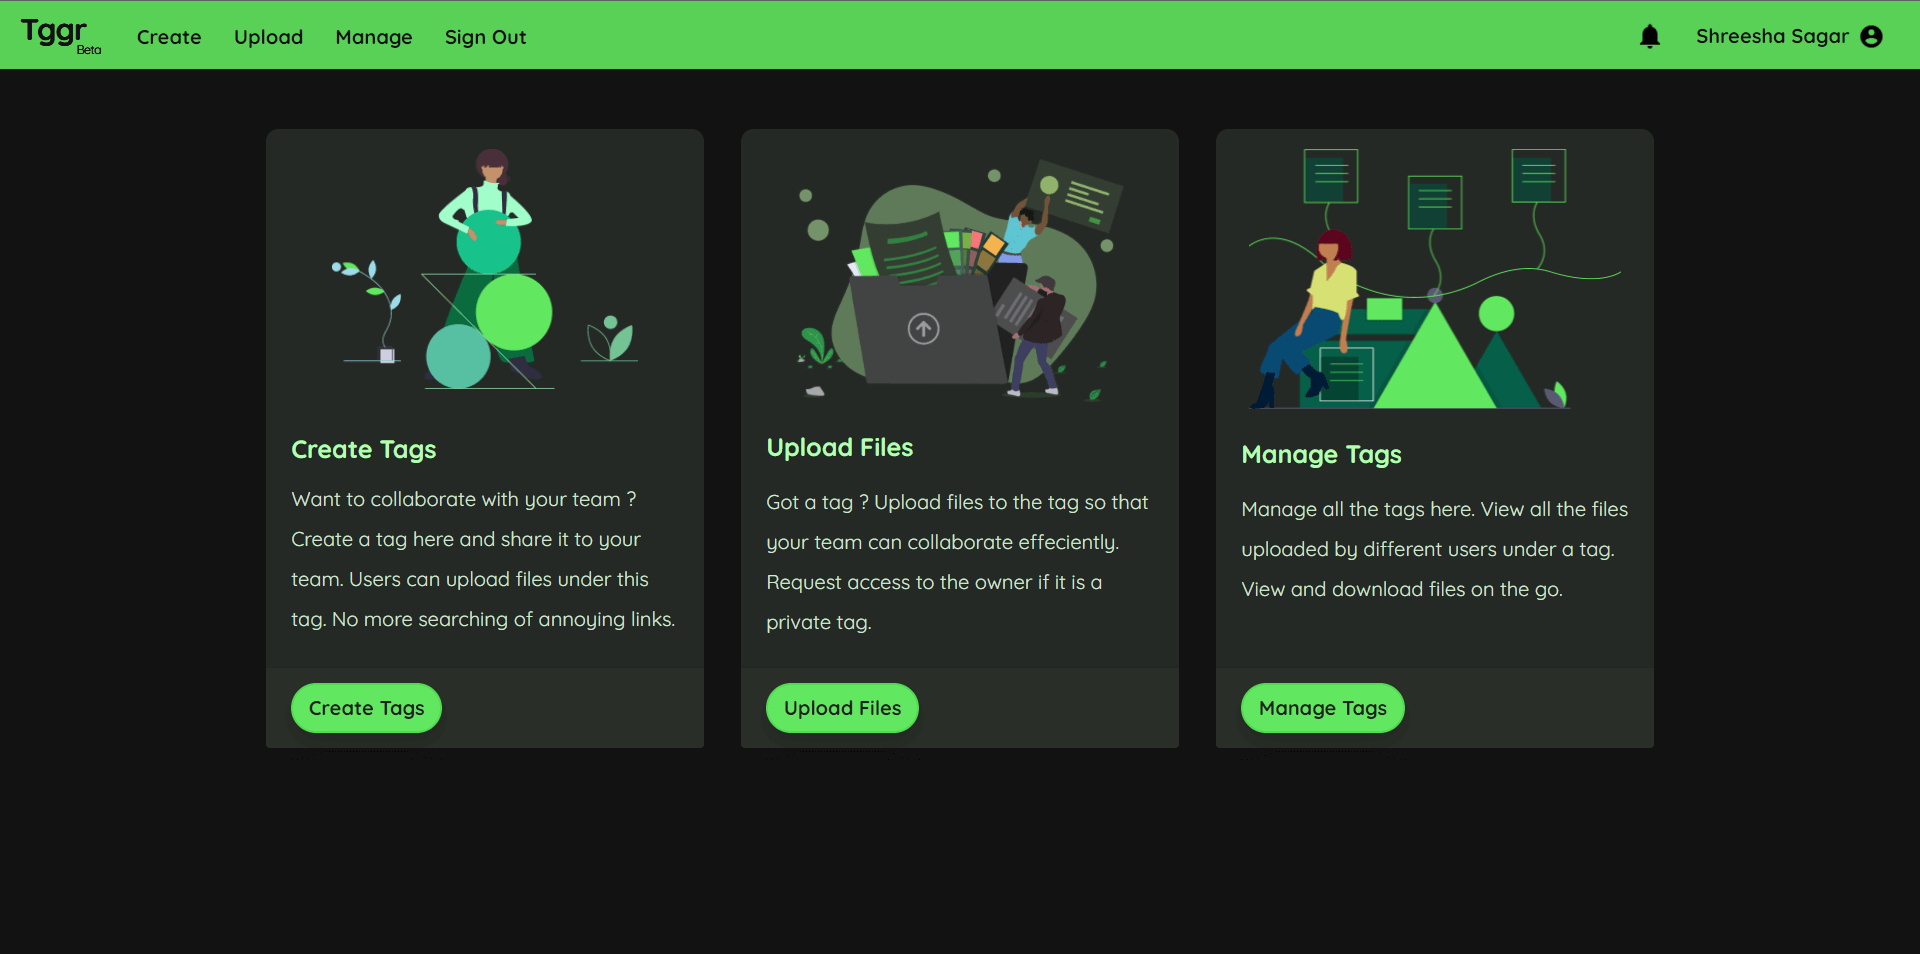 Tggr
Beta
Create
Upload
Manage
Sign Out
Shreesha Sagar
Create Tags
Want to collaborate with your team ?
Create a tag here and share it to your
team. Users can upload files under this
tag. No more searching of annoying links.
Create Tags
Upload Files
Got a tag ? Upload files to the tag so that
your team can collaborate effeciently.
Request access to the owner if it is a
private tag.
Upload Files
Manage Tags
Manage all the tags here. View all the files
uploaded by different users under a tag.
View and download files on the go.
Manage Tags